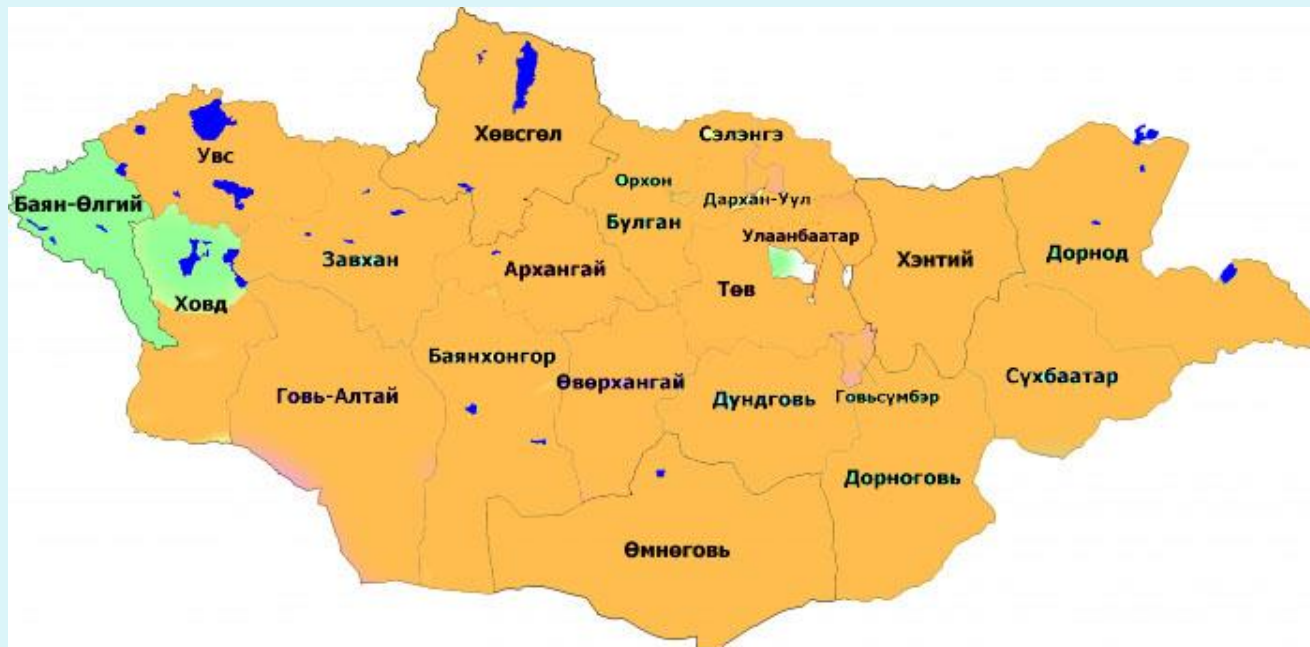 Хөвсгөл
Сэлэнгэ
Увс
Орхон
Дархан-Уул
Баян-Өлгий
Булган
Улаанбаатар
Завхан
Архангай
Хэнтий
Дорнод
Ховд
Төв
Баянхонгор
Өвөрхангай
Говь-Алтай
Дундговь
Говьсүмбэр
Сүхбаатар
Дорноговь
Өмнөговь